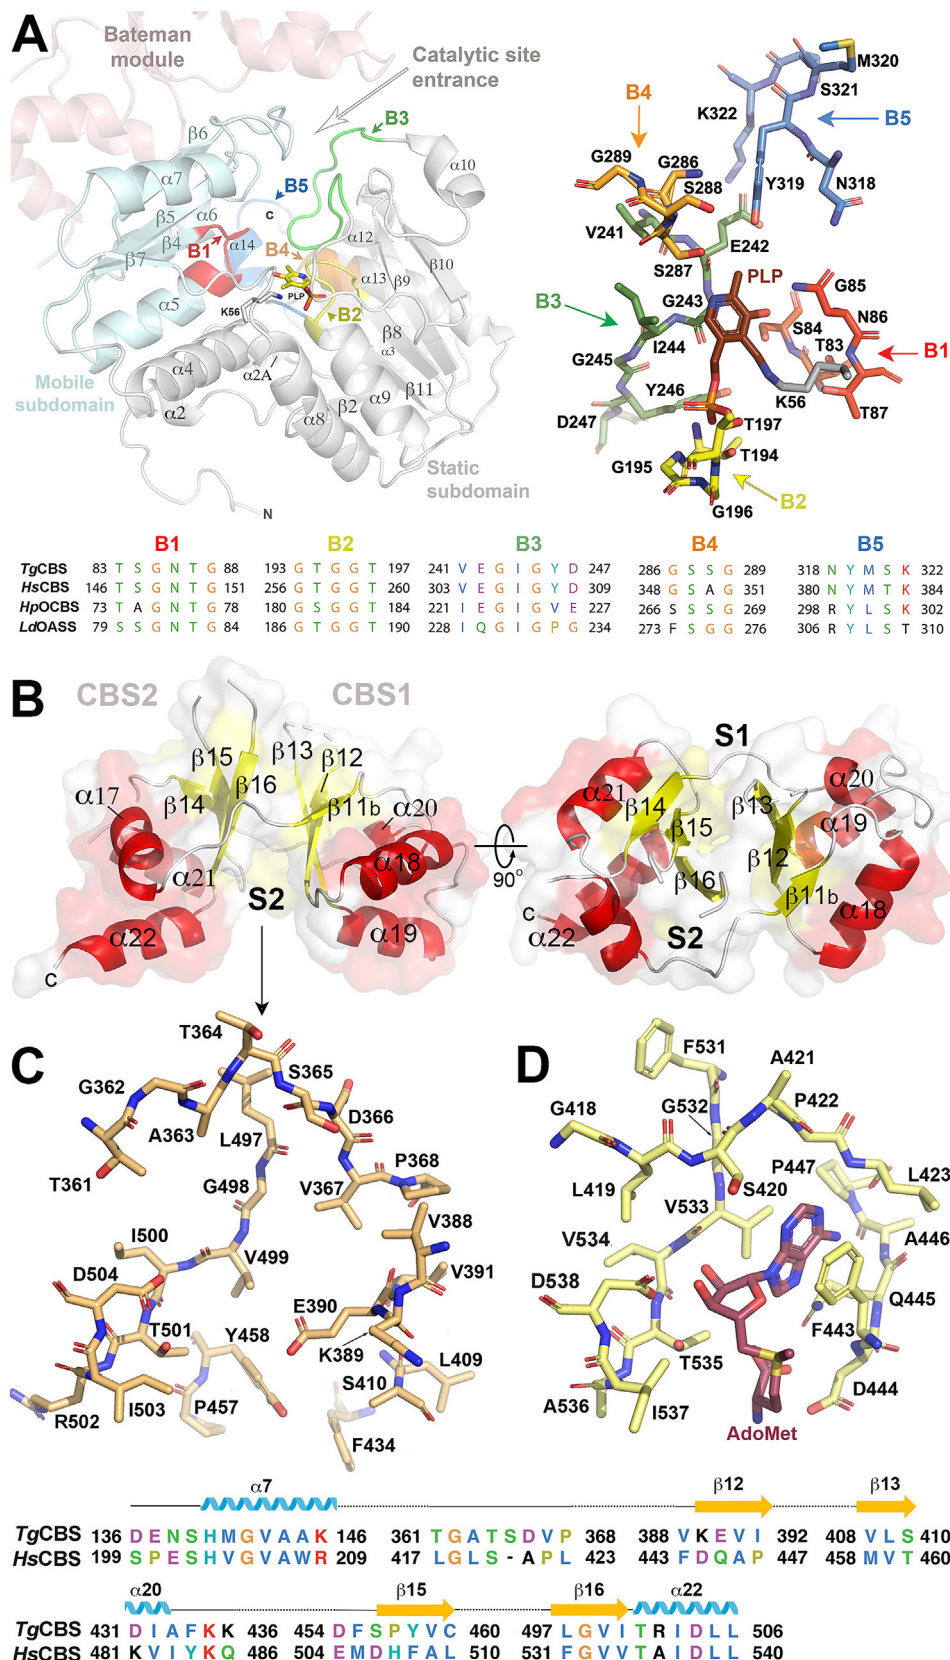 A
Bateman
module
Catalytic site
entrance
B3
β6
α7
α10
β5
α6
B5
C
α12
β4
α14
β7
B1
B4
α13
β9
β10
PLP
K56
B2
α5
β8
α3
α4
α2A
Mobile
subdomain
α2
α8
β2
α9
β11
Static
subdomain
N
M320
S321
K322
B5
B4
G289
G286
S288
Y319
N318
V241
E242
S287
PLP
G85
B3
G243
N86
S84
T83
I244
B1
G245
Y246
K56
T87
D247
T197
T194
G195
B2
G196
B1 B2 B3 B4 B5
TgCBS 83 T S G N T G 88 193 G T G G T 197 241 V E G I G Y D 247 286 G S S G 289 318 N Y M S K 322
HsCBS 146 T S G N T G 151 256 G T G G T 260 303 V E G I G Y D 309 348 G S A G 351 380 N Y M T K 384
HpOCBS 73 T A G N T G 78 180 G S G G T 184 221 I E G I G V E 227 266 S S S G 269 298 R Y L S K 302
LdOASS 79 S S G N T G 84 186 G T G G T 190 228 I Q G I G P G 234 273 F S G G 276 306 R Y L S T 310
B
CBS2
CBS1
β15
β13
β12
β16
α17
β14
β11b
α20
α21
α18
S2
α22
α19
C
90°
S1
α21
β14
α20
β13
α19
β15
β12
β16
β11b
C
α22
α18
S2
C
T364
G362
S365
A363
D366
L497
T361
P368
G498
V367
V388
I500
V499
V391
D504
E390
T501
Y458
K389
L409
S410
R502
I503
P457
F434
D
F531
A421
G418
G532
P422
P447
L419
S420
L423
V533
V534
A446
D538
Q445
F443
T535
D444
A536
I537
AdoMet
α7 β12 β13
TgCBS 136 D E N S H M G V A A K 146 361 T G A T S D V P 368 388 V K E V I 392 408 V L S 410
HsCBS 199 S P E S H V G V A W R 209 417 L G L S - A P L 423 443 F D Q A P 447 458 M V T 460
α20 β15 β16 α22
TgCBS 431 D I A F K K 436 454 D F S P Y V C 460 497 L G V I T R I D L L 506
HsCBS 481 K V I Y K Q 486 504 E M D H F A L 510 531 F G V V T A I D L L 540